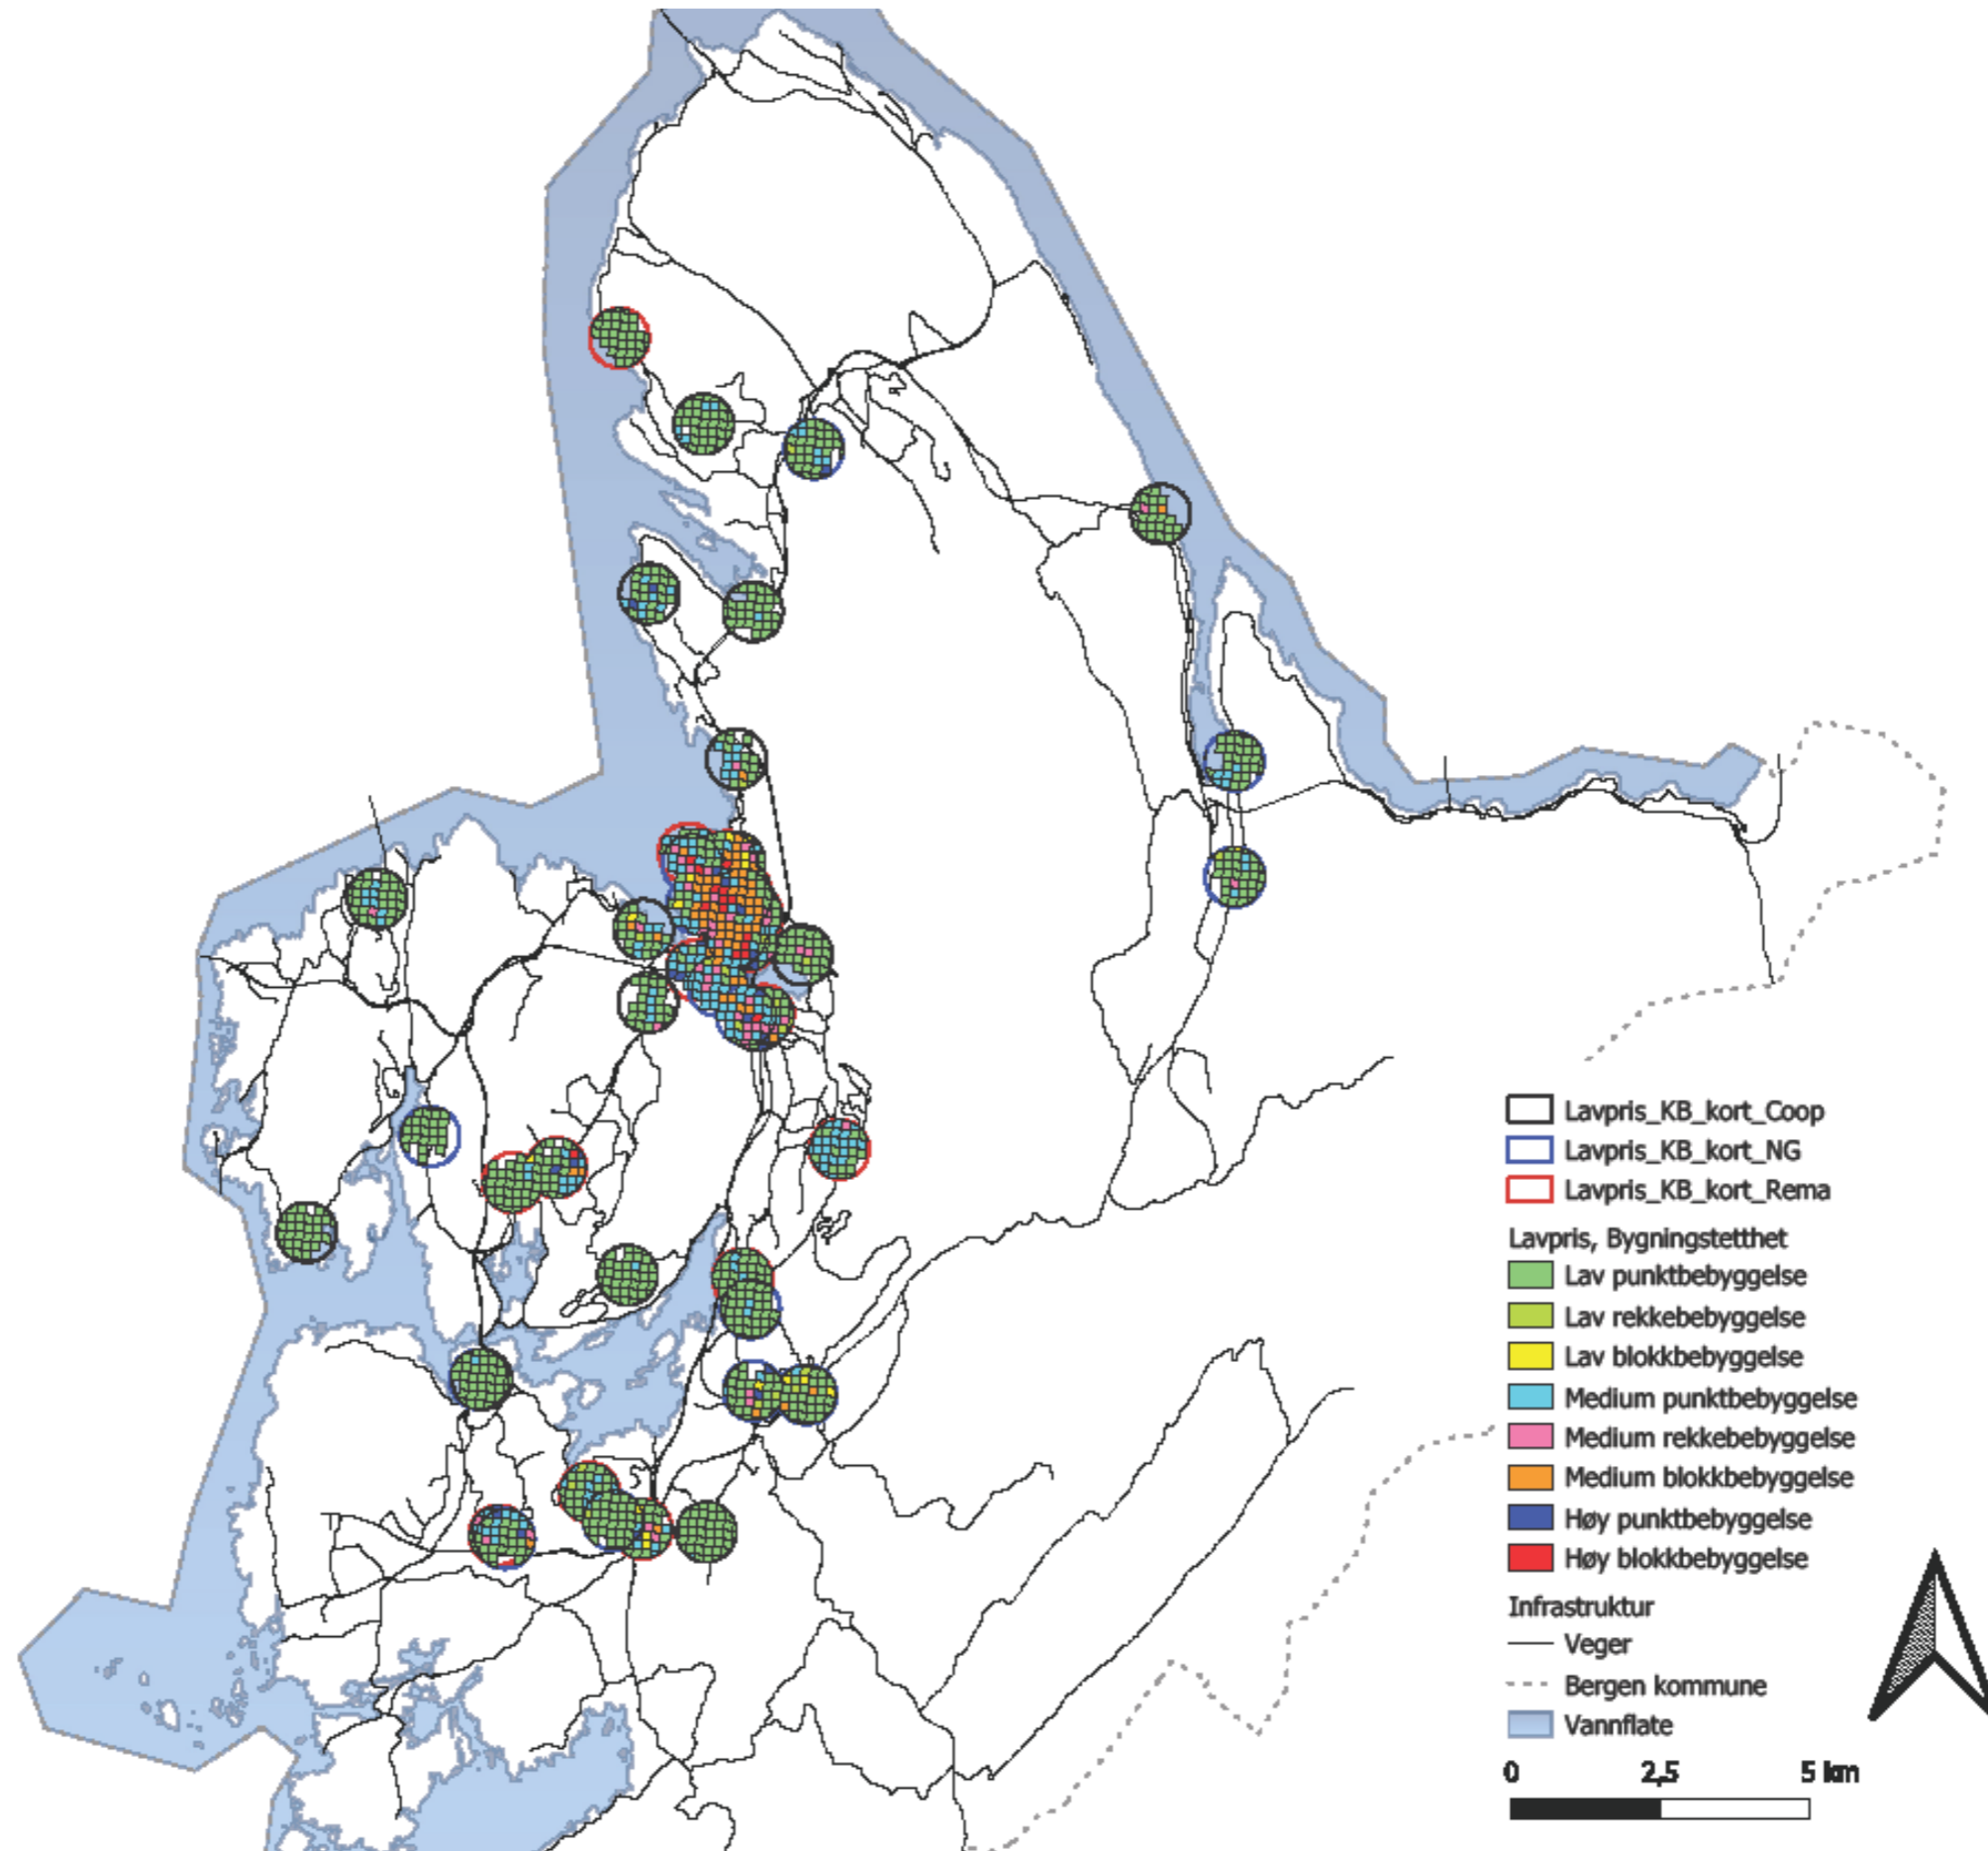 Lavpris_KB_kort_Coop
Lavpris_KB_kort_NG
Lavpris_KB_kort_Rema
Lavpris, Bygningstetthet
Lav punktbebyggelse
Lav rekkebebyggelse
Lav blokkbebyggelse
Medium punktbebyggelse
Medium rekkebebyggelse
Medium blokkbebyggelse
Høy punktbebyggelse
Høy blokkbebyggelse
Infrastruktur
Veger
Bergen kommune
Vannflate
0 2,5 5 km